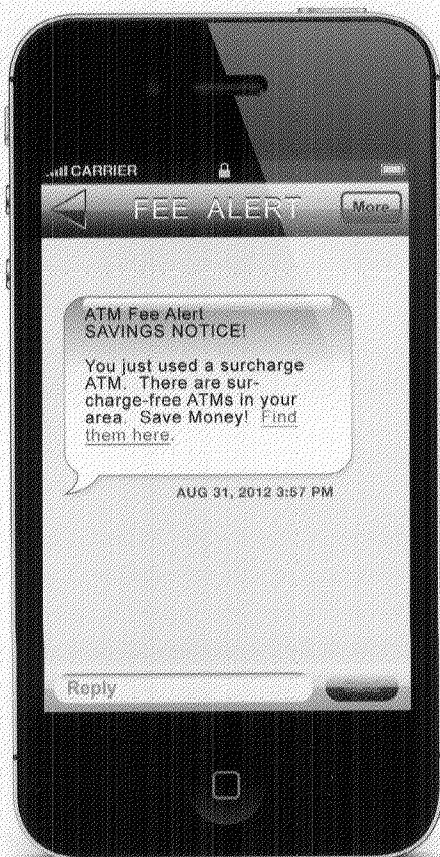 CARRIER
FEE ALERT
More
ATM Fee Alert
SAVINGS NOTICE!
You just used a surcharge
ATM. There are sur-
charge-free ATMs in your
area. Save Money! Find
them here.
AUG 31, 2012 3:57 PM
Reply